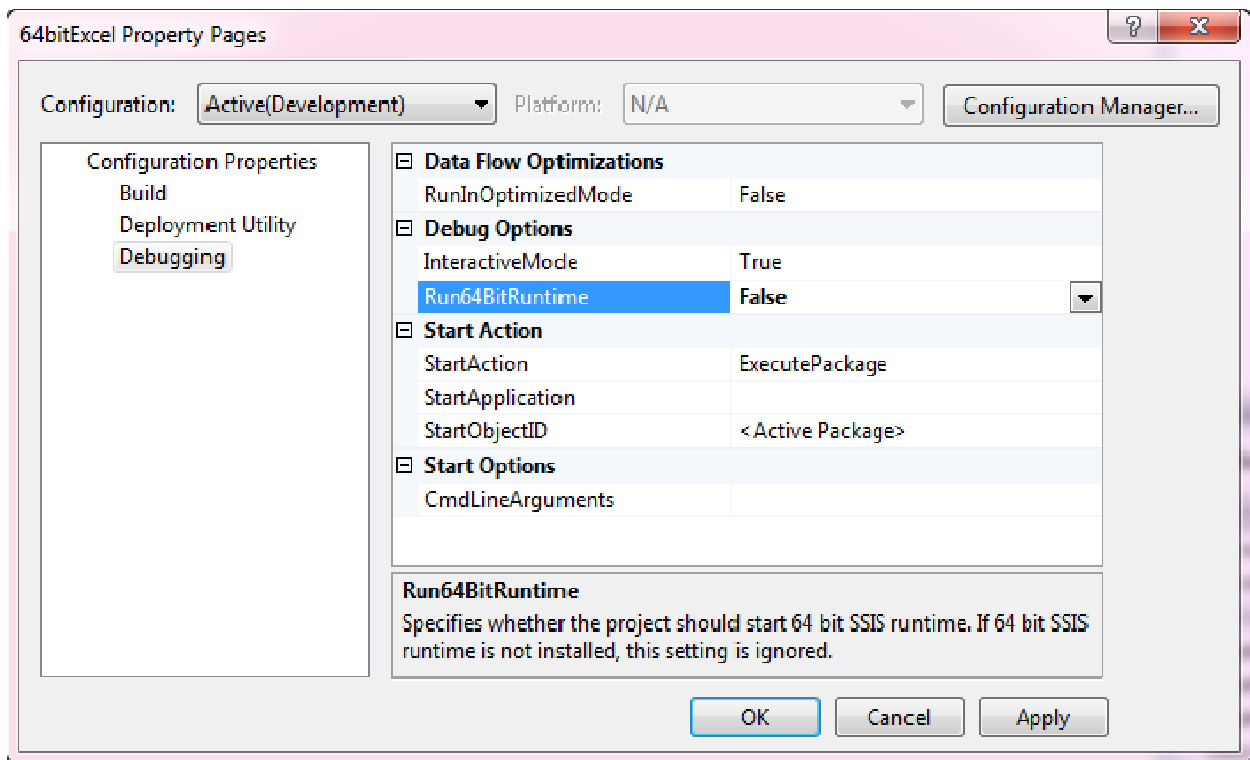 64bitExcel Property Pages
Configuration: Active(Development) Platform: N/A Configuration Manager...
Configuration Properties
Build
Deployment Utility
Debugging
Data Flow Optimizations
RunInOptimizedMode False
Debug Options
InteractiveMode True
Run64BitRuntime False
Start Action
StartAction ExecutePackage
StartApplication
StartObjectID <Active Package>
Start Options
CmdLineArguments
Run64BitRuntime
Specifies whether the project should start 64 bit SSIS runtime. If 64 bit SSIS
runtime is not installed, this setting is ignored.
OK Cancel Apply